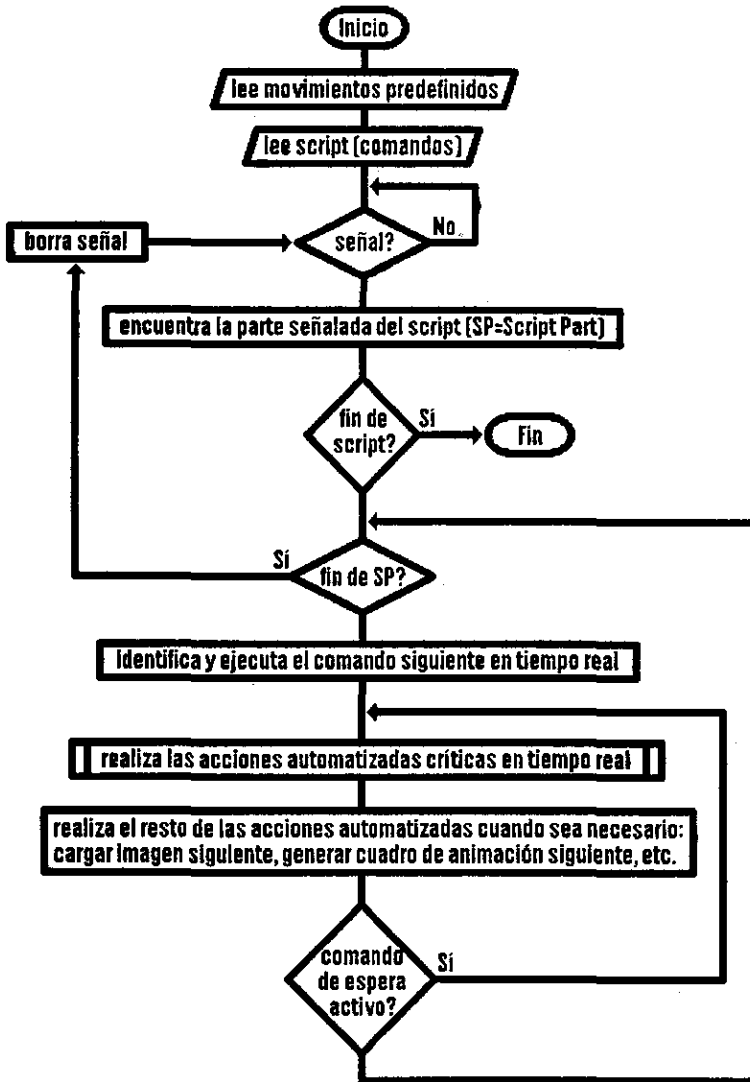 Inicio
lee movimientos predefinidos
lee script (comandos)
borra señal
señal?
No
encuentra la parte señalada del script (SP=Script Part)
fin de
script?
Sí
Fin
Sí
fin de SP?
identifica y ejecuta el comando siguiente en tiempo real
realiza las acciones automatizadas críticas en tiempo real
realiza el resto de las acciones automatizadas cuando sea necesario:
cargar imagen siguiente, generar cuadro de animación siguiente, etc.
comando
de espera
activo?
Sí